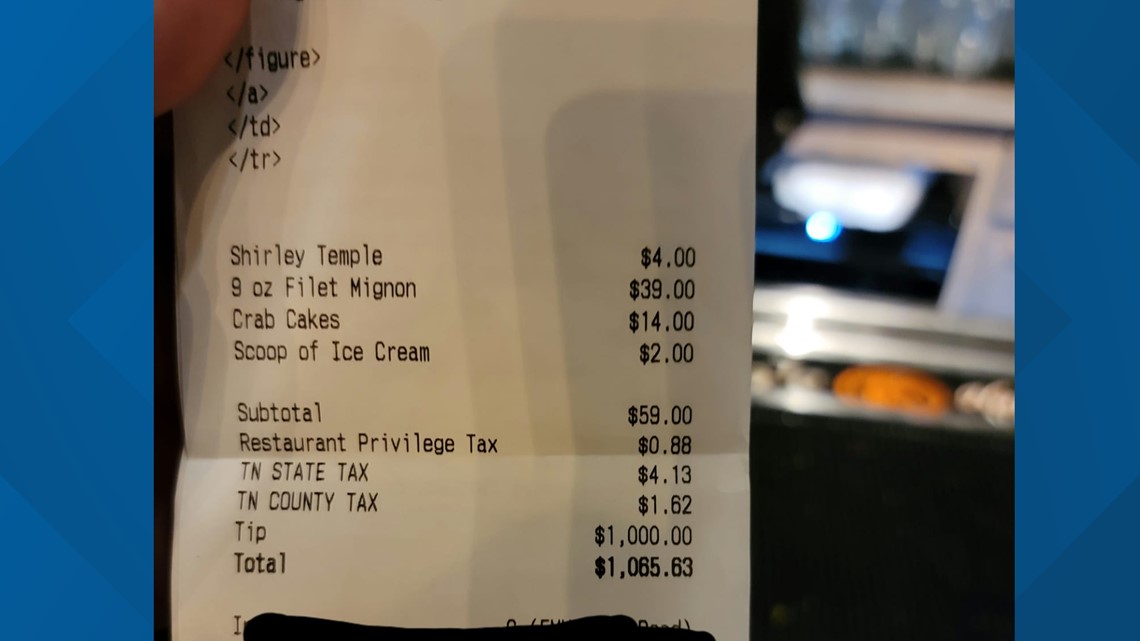 </figure>
</a>
</td>
</tr>
Shirley Temple $4.00
9 oz Filet Mignon $39.00
Crab Cakes $14.00
Scoop of Ice Cream $2.00
Subtotal $59.00
Restaurant Privilege Tax $0.88
TN STATE TAX $4.13
TN COUNTY TAX $1.62
Tip $1,000.00
Total $1,065.63